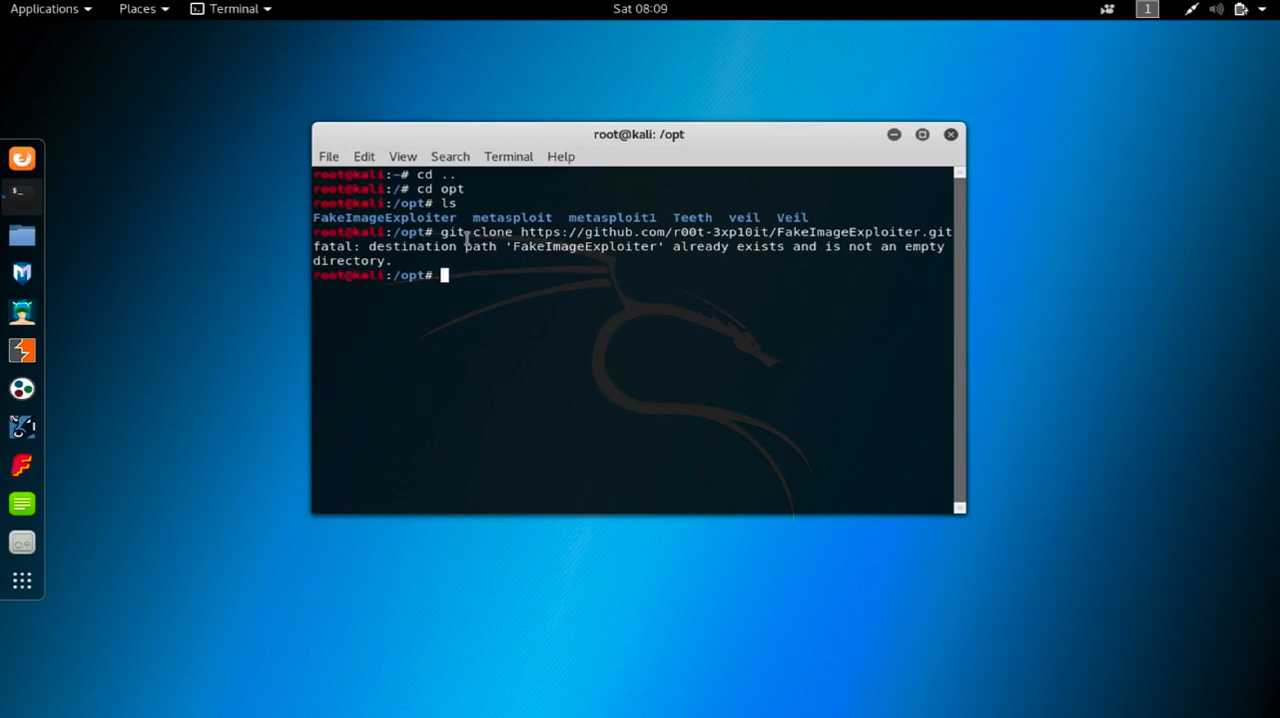 Applications Places Terminal Sat 08:09 1
root@kali: /opt
File Edit View Search Terminal Help
root@kali:~# cd ..
root@kali:/# cd opt
root@kali:/opt# ls
FakeImageExploiter metasploit metasploit1 Teeth veil Veil
root@kali:/opt# git clone https://github.com/r00t-3xp10it/FakeImageExploiter.git
fatal: destination path 'FakeImageExploiter' already exists and is not an empty
directory.
root@kali:/opt#